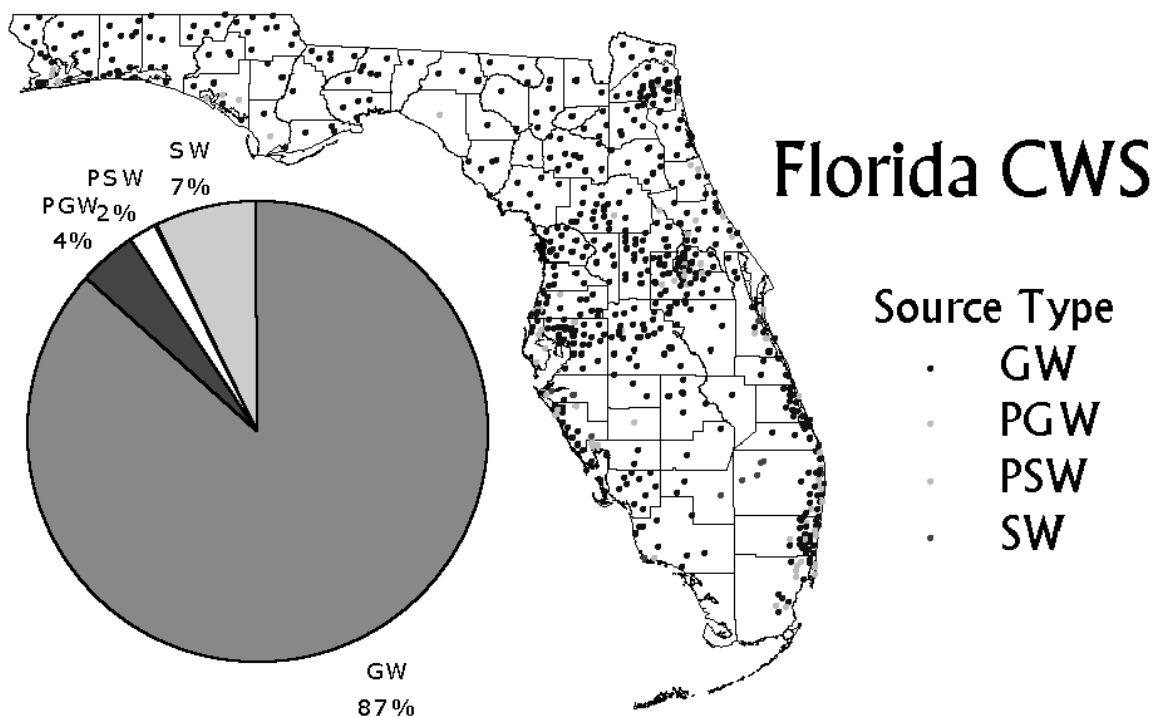 Florida CWS
SW
7%
PSW
2%
PGW
4%
GW
87%
Source Type
GW
PGW
PSW
SW